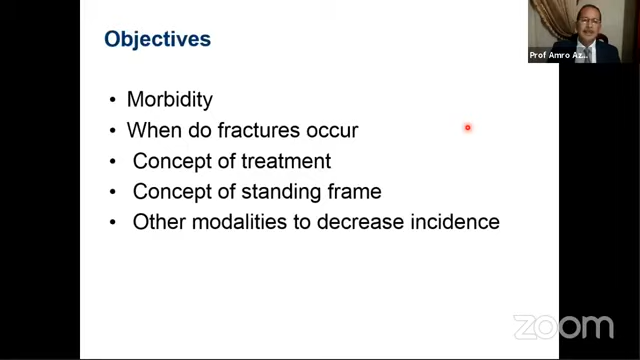 Objectives
Prof Amro Az...
• Morbidity
• When do fractures occur
• Concept of treatment
• Concept of standing frame
• Other modalities to decrease incidence
zoom